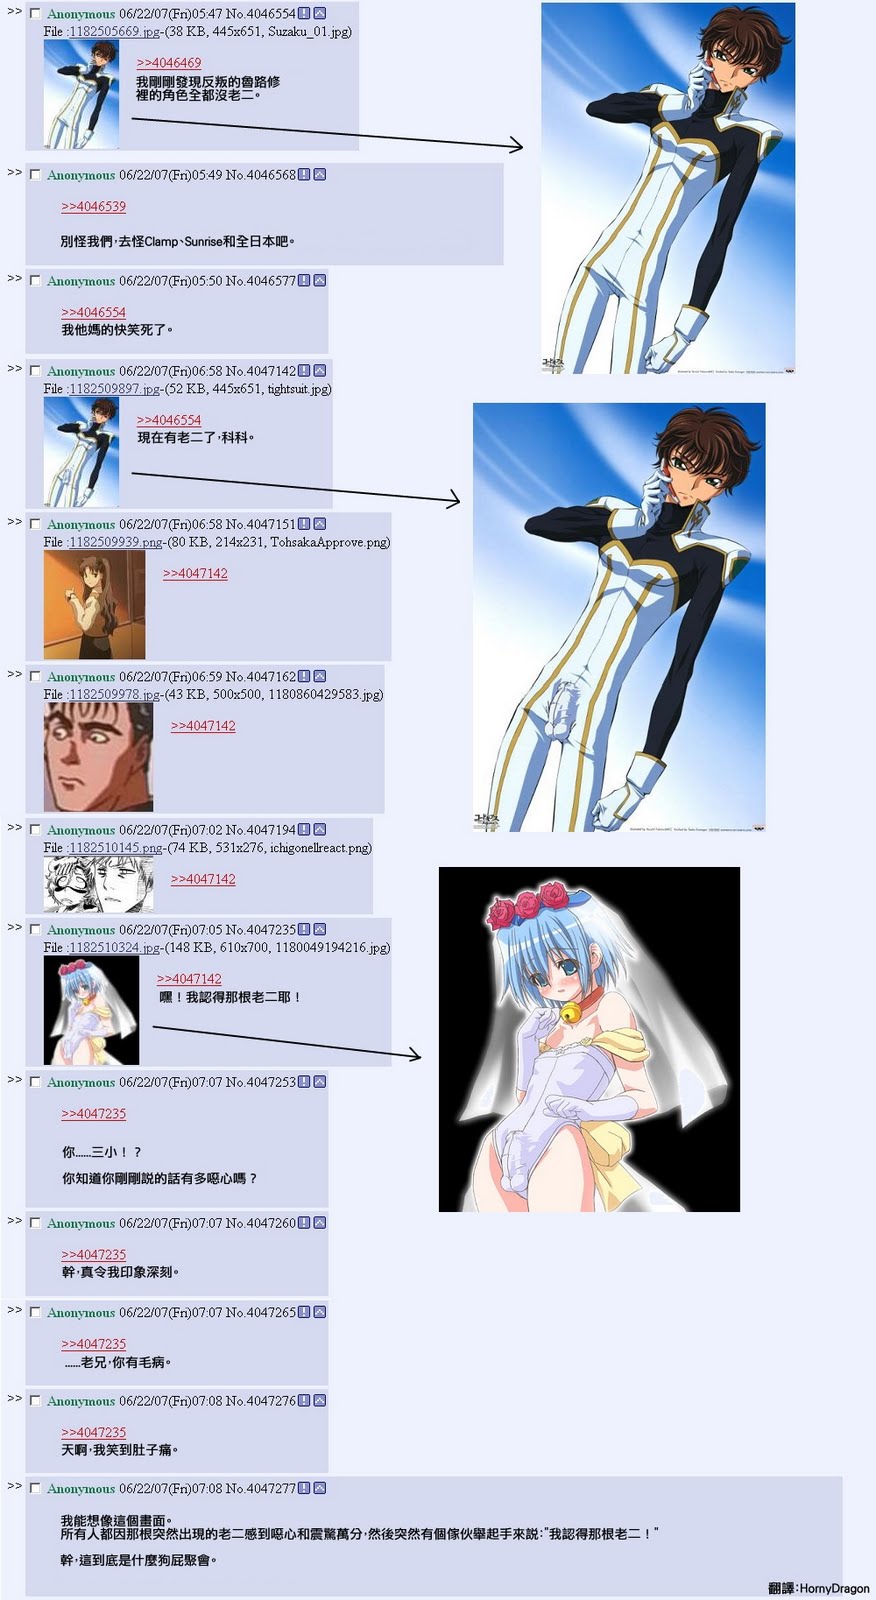 >> Anonymous 06/22/07(Fri)05:47 No.4046554
File :1182505669.jpg-(38 KB, 445x651, Suzaku_01.jpg)
>>4046469
我剛剛發現反叛的魯路修
裡的角色全都沒老二。
>> Anonymous 06/22/07(Fri)05:49 No.4046568
>>4046539
別怪我們,去怪Clamp、Sunrise和全日本吧。
>> Anonymous 06/22/07(Fri)05:50 No.4046577
>>4046554
我他媽的快笑死了。
>> Anonymous 06/22/07(Fri)06:58 No.4047142
File :1182509897.jpg-(52 KB, 445x651, tightsuit.jpg)
>>4046554
現在有老二了,科科。
>> Anonymous 06/22/07(Fri)06:58 No.4047151
File :1182509939.png-(80 KB, 214x231, TohsakaApprove.png)
>>4047142
>> Anonymous 06/22/07(Fri)06:59 No.4047162
File :1182509978.jpg-(43 KB, 500x500, 1180860429583.jpg)
>>4047142
>> Anonymous 06/22/07(Fri)07:02 No.4047194
File :1182510145.png-(74 KB, 531x276, ichigonellreact.png)
>>4047142
>> Anonymous 06/22/07(Fri)07:05 No.4047235
File :1182510324.jpg-(148 KB, 610x700, 1180049194216.jpg)
>>4047142
嘿！我認得那根老二耶！
>> Anonymous 06/22/07(Fri)07:07 No.4047253
>>4047235
你......三小！？
你知道你剛剛說的話有多噁心嗎？
>> Anonymous 06/22/07(Fri)07:07 No.4047260
>>4047235
幹,真令我印象深刻。
>> Anonymous 06/22/07(Fri)07:07 No.4047265
>>4047235
......老兄,你有毛病。
>> Anonymous 06/22/07(Fri)07:08 No.4047276
>>4047235
天啊,我笑到肚子痛。
>> Anonymous 06/22/07(Fri)07:08 No.4047277
我能想像這個畫面。
所有人都因那根突然出現的老二感到噁心和震驚萬分,然後突然有個傢伙舉起手來說:"我認得那根老二！"
幹,這到底是什麼狗屁聚會。
翻譯:HornyDragon